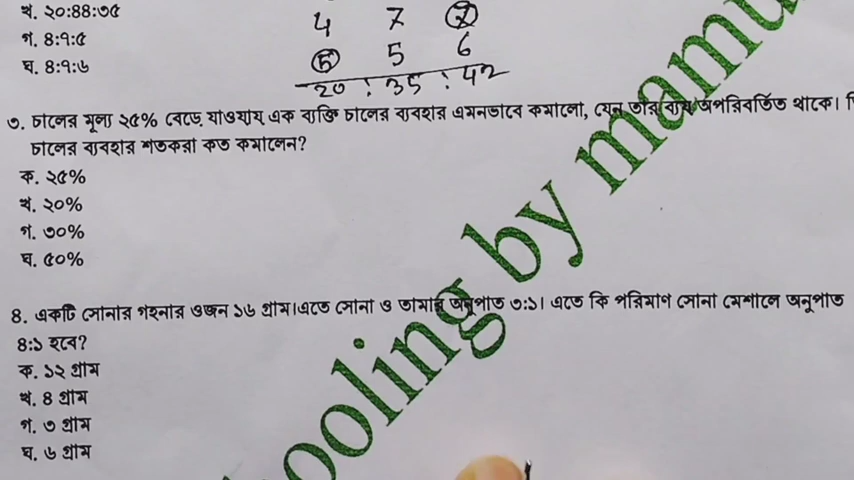 খ. ২০:৪৪:৩৫
গ. ৪:৭:৫
ঘ. ৪:৭:৬
4 7 7
5 5 6
20 : 35 : 42
৩. চালের মূল্য ২৫% বেড়ে যাওয়ায় এক ব্যক্তি চালের ব্যবহার এমনভাবে কমালো, যেন তার ব্যয় অপরিবর্তিত থাকে।
চালের ব্যবহার শতকরা কত কমালেন?
ক. ২৫%
খ. ২০%
গ. ৩০%
ঘ. ৫০%
৪. একটি সোনার গহনার ওজন ১৬ গ্রাম।এতে সোনা ও তামার অনুপাত ৩:১। এতে কি পরিমাণ সোনা মেশালে অনুপাত
৪:১ হবে?
ক. ১২ গ্রাম
খ. ৪ গ্রাম
গ. ৩ গ্রাম
ঘ. ৬ গ্রাম
ooling by mamu